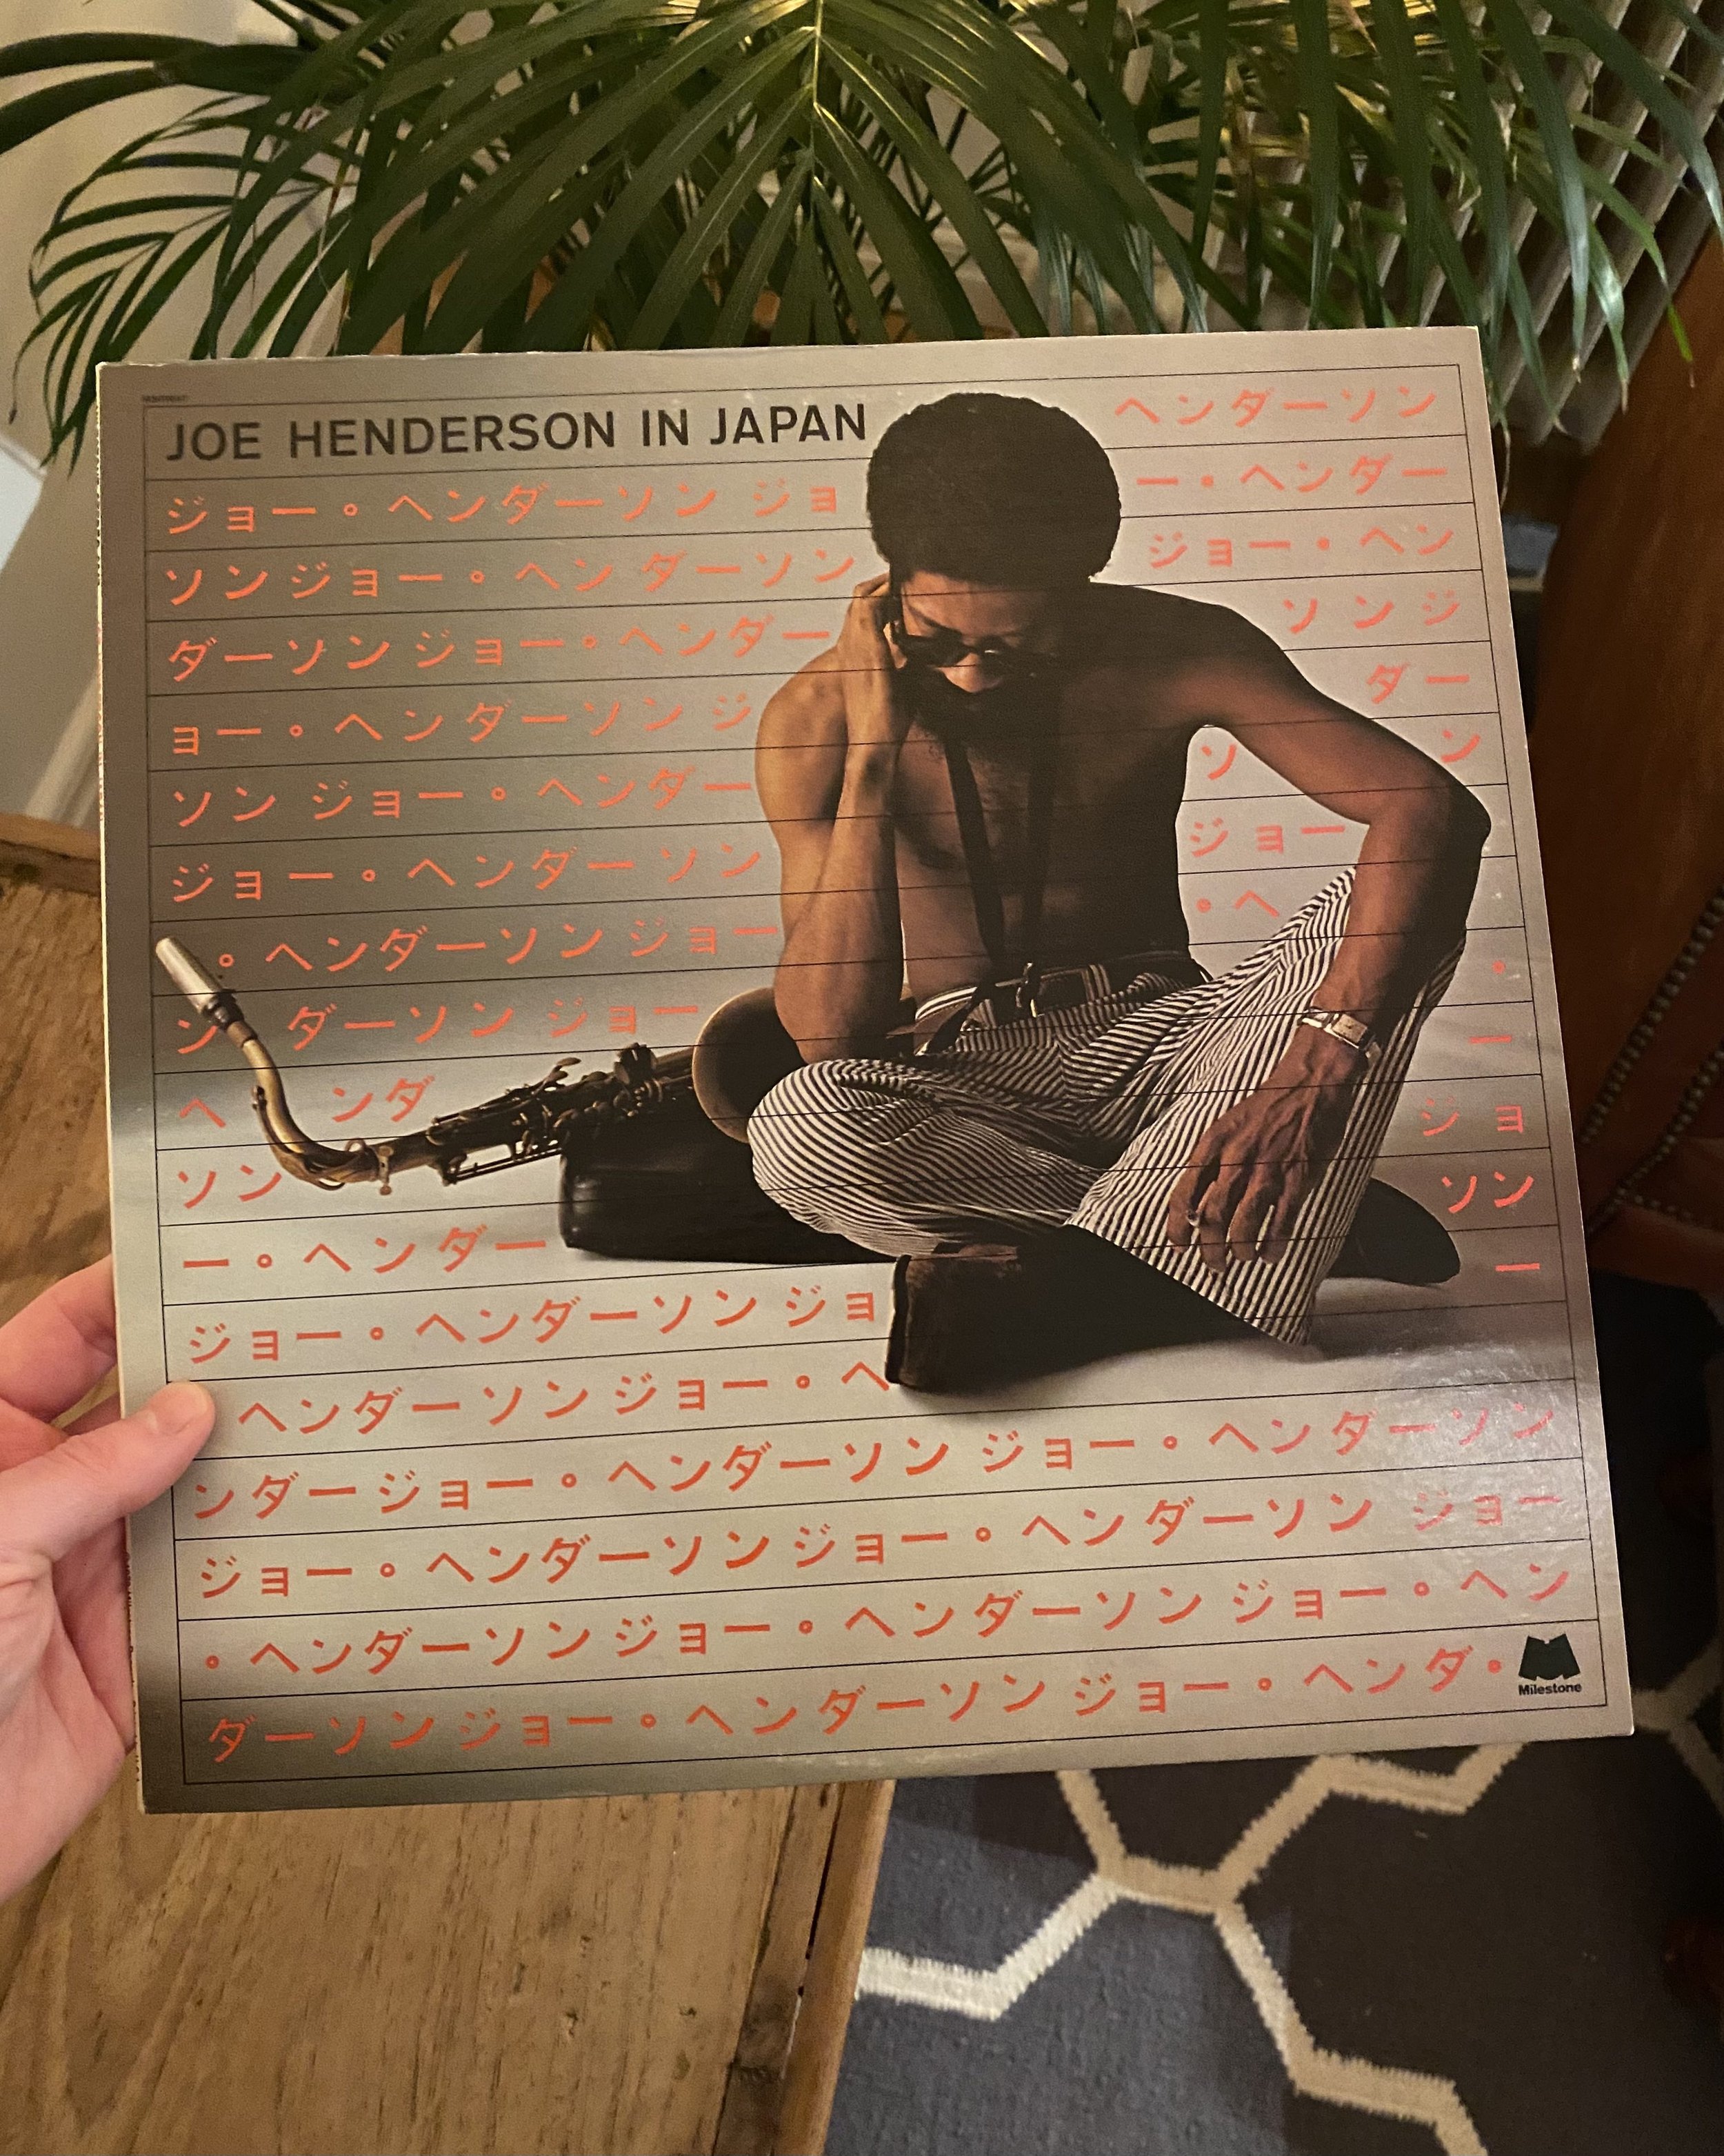 JOE HENDERSON IN JAPAN ヘンダーソン
ジョー・ヘンダーソン ジョ ー・ヘンダー
ソン ジョー・ヘンダーソン ジョー・ヘン
ダーソン ジョー・ヘンダー ソン ジ
ョー・ヘンダーソン ジ ダー
ソン ジョー・ヘンダー ソ ン
ジョー・ヘンダーソン ジョー
・ヘンダーソン ジョー ・ヘ
ン ダーソン ジョー ・
ヘ ンダ ー
ソン ジョ
ー・ヘンダー ソン
ジョー・ヘンダーソン ジョ ー
ヘンダーソン ジョー・ヘ
ンダー ジョー・ヘンダーソン ジョー・ヘンダーソン
ジョー・ヘンダーソン ジョー・ヘンダーソン ジョー
・ヘンダーソン ジョー・ヘンダーソン ジョー・ヘン
ダーソン ジョー・ヘンダーソン ジョー・ヘンダ・
Milestone